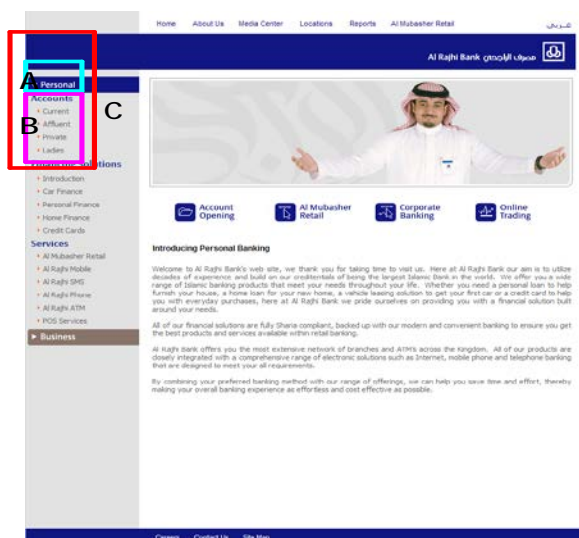 Home About Us Media Center Locations Reports Al Mubasher Retail عــربي
Al Rajhi Bank مصرف الراجحي
A
Personal
Accounts
Current
Affluent
Private
Ladies
B
C
Introduction
Car Finance
Personal Finance
Home Finance
Credit Cards
Services
Al Mubasher Retail
Al Rajhi Mobile
Al Rajhi SMS
Al Rajhi Phone
Al Rajhi ATM
POS Services
Business
Account Opening
Al Mubasher Retail
Corporate Banking
Online Trading
Introducing Personal Banking
Welcome to Al Rajhi Bank's web site, we thank you for taking time to visit us. Here at Al Rajhi Bank our aim is to utilize
decades of experience and build on our creditentials of being the largest Islamic Bank in the world. We offer you a wide
range of Islamic banking products that meet your needs throughout your life. Whether you need a personal loan to help
furnish your house, a home loan for your new home, a vehicle leasing solution to get your first car or a credit card to help
you with everyday purchases, here at Al Rajhi Bank we pride ourselves on providing you with a financial solution built
around your needs.
All of our financial solutions are fully Sharia compliant, backed up with our modern and convenient banking to ensure you get
the best products and services available within retail banking.
Al Rajhi Bank offers you the most extensive network of branches and ATM's across the Kingdom. All of our products are
closely integrated with a comprehensive range of electronic solutions such as Internet, mobile phone and telephone banking
that are designed to meet your all requirements.
By combining your preferred banking method with our range of offerings, we can help you save time and effort, thereby
making your overall banking experience as effortless and cost effective as possible.
Careers Contact Us Site Map